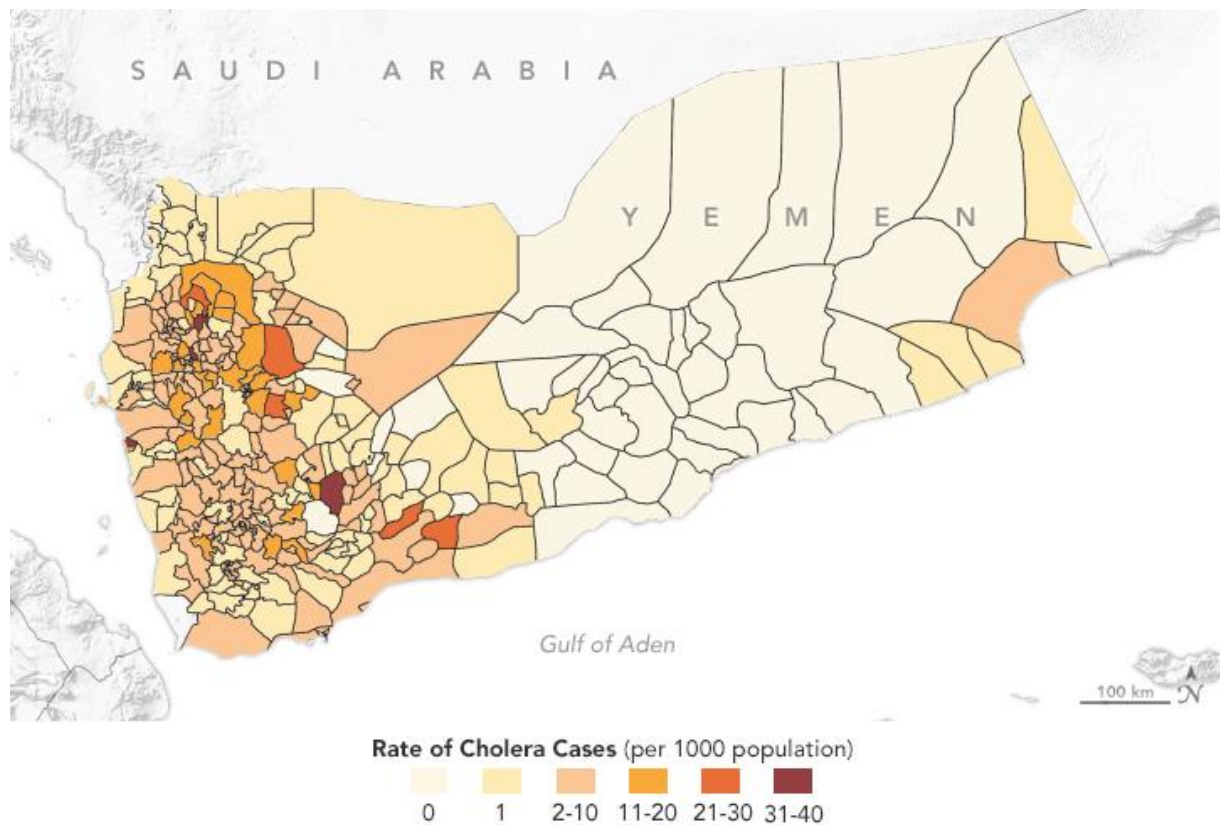 SAUDI ARABIA
YEMEN
Gulf of Aden
100 km
N
Rate of Cholera Cases (per 1000 population)
0 1 2-10 11-20 21-30 31-40